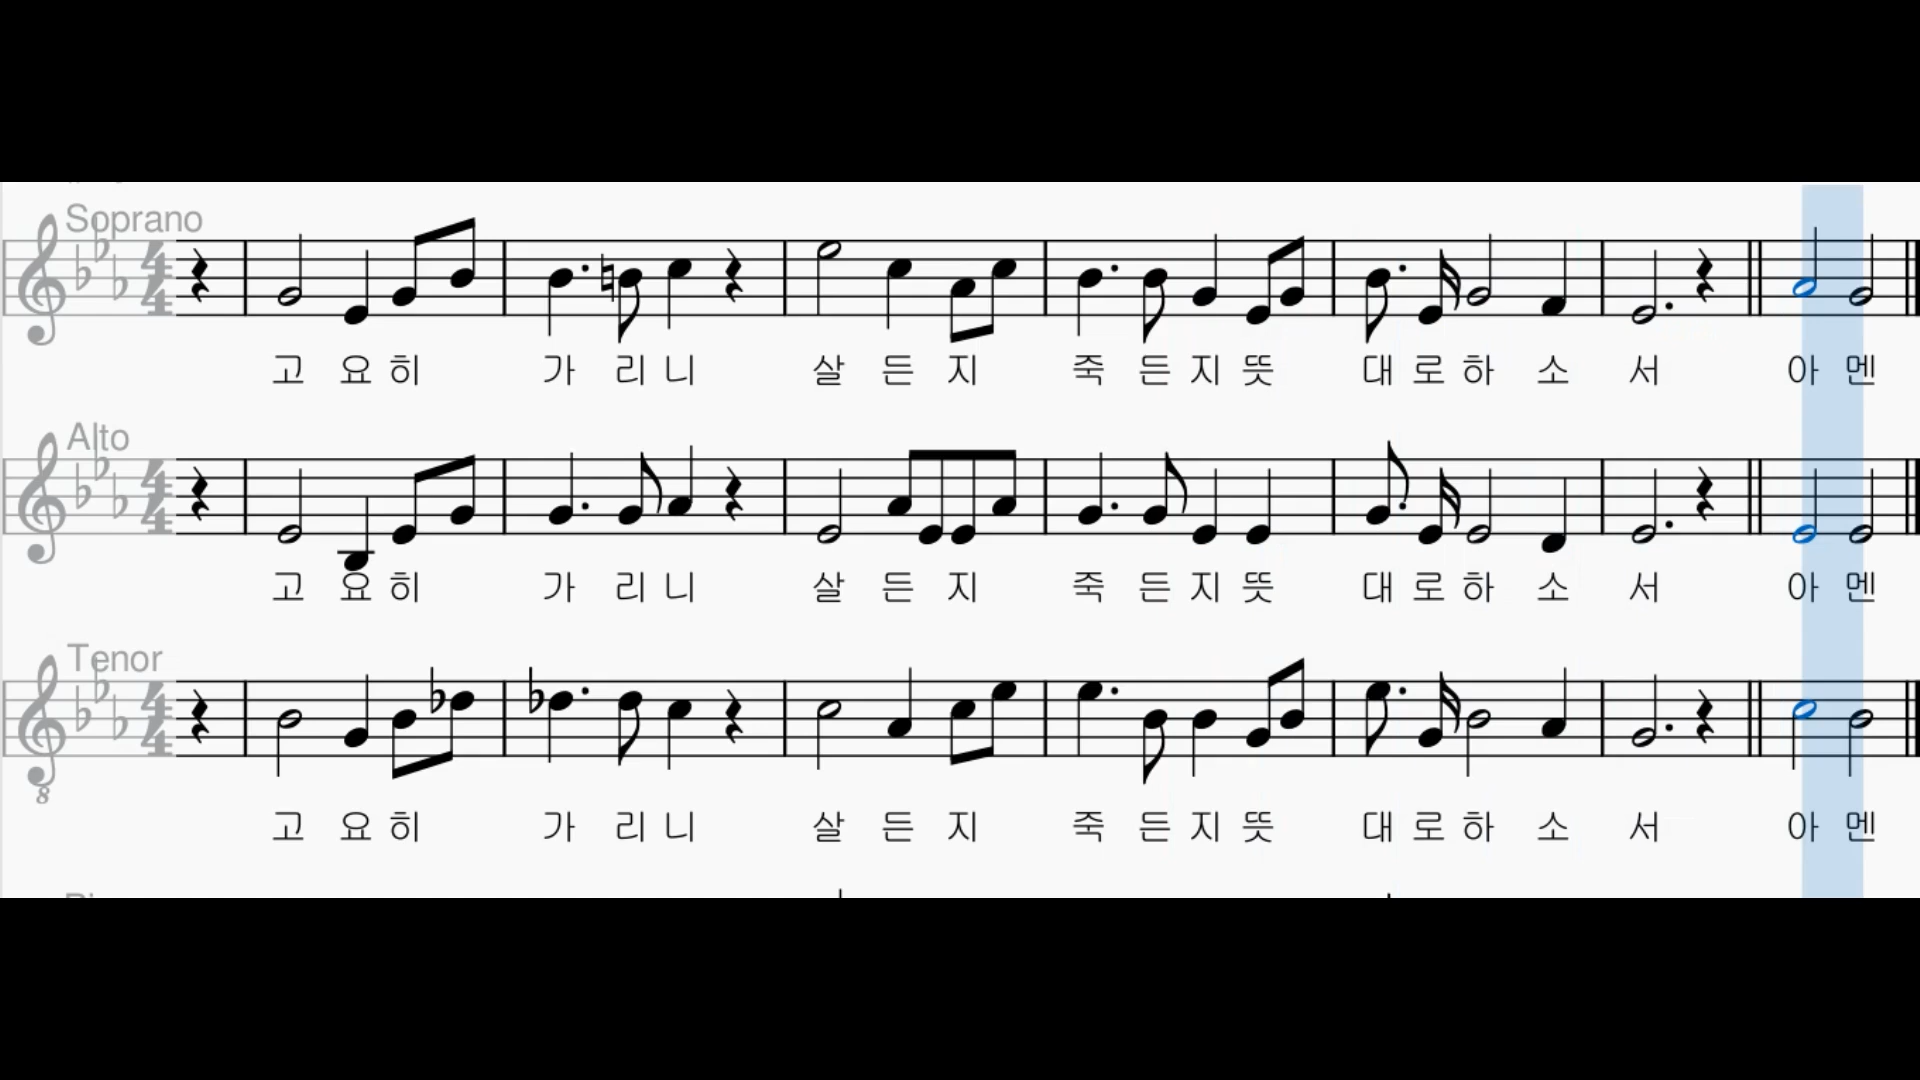 Soprano
고 요 히 가 리 니 살 든 지 죽 든 지 뜻 대 로 하 소 서 아 멘
Alto
고 요 히 가 리 니 살 든 지 죽 든 지 뜻 대 로 하 소 서 아 멘
Tenor
8
고 요 히 가 리 니 살 든 지 죽 든 지 뜻 대 로 하 소 서 아 멘